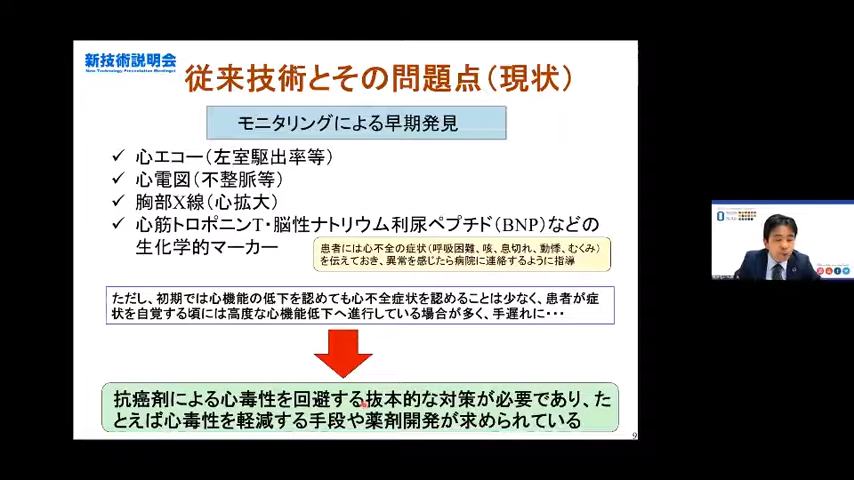 新技術説明会
New Technology Presentation Meetings!
従来技術とその問題点（現状）
モニタリングによる早期発見
✓ 心エコー（左室駆出率等）
✓ 心電図（不整脈等）
✓ 胸部X線（心拡大）
✓ 心筋トロポニンT・脳性ナトリウム利尿ペプチド（BNP）などの
生化学的マーカー
患者には心不全の症状（呼吸困難、咳、息切れ、動悸、むくみ）
を伝えておき、異常を感じたら病院に連絡するように指導
ただし、初期では心機能の低下を認めても心不全症状を認めることは少なく、患者が症
状を自覚する頃には高度な心機能低下へ進行している場合が多く、手遅れに・・・
抗癌剤による心毒性を回避する抜本的な対策が必要であり、た
とえば心毒性を軽減する手段や薬剤開発が求められている
9